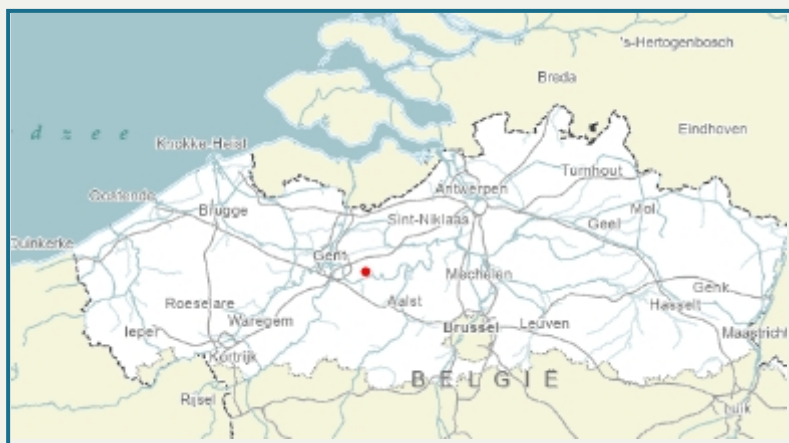 's-Hertogenbosch
Breda
Eindhoven
d z e e
Knokke-Heist
Turnhout
Antwerpen
Oostende
Brugge
Mol
Sint-Niklaas
Geel
Duinkerke
Gent
Mechelen
Genk
Roeselare
Aalst
Hasselt
Waregem
Brussel
Leuven
Ieper
Maastricht
Kortrijk
BELGIË
Rijsel
Luik